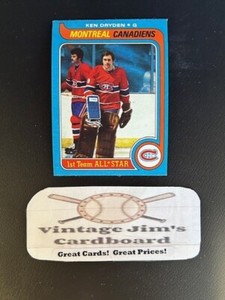 KEN DRYDEN • G
MONTREAL CANADIENS
1st Team ALL★STAR
Vintage Jim's
Cardboard
Great Cards! Great Prices!